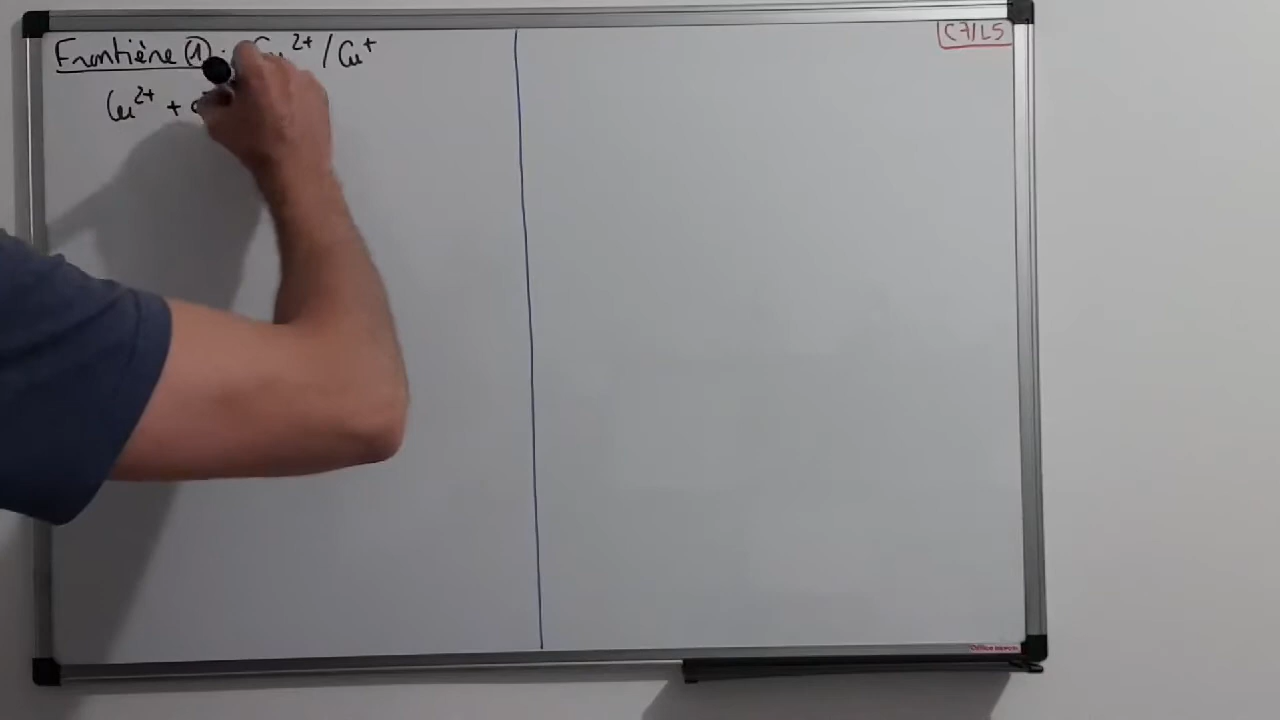 Frontière ① : Cu²⁺ / Cu⁺
C7/L5
Cu²⁺ +